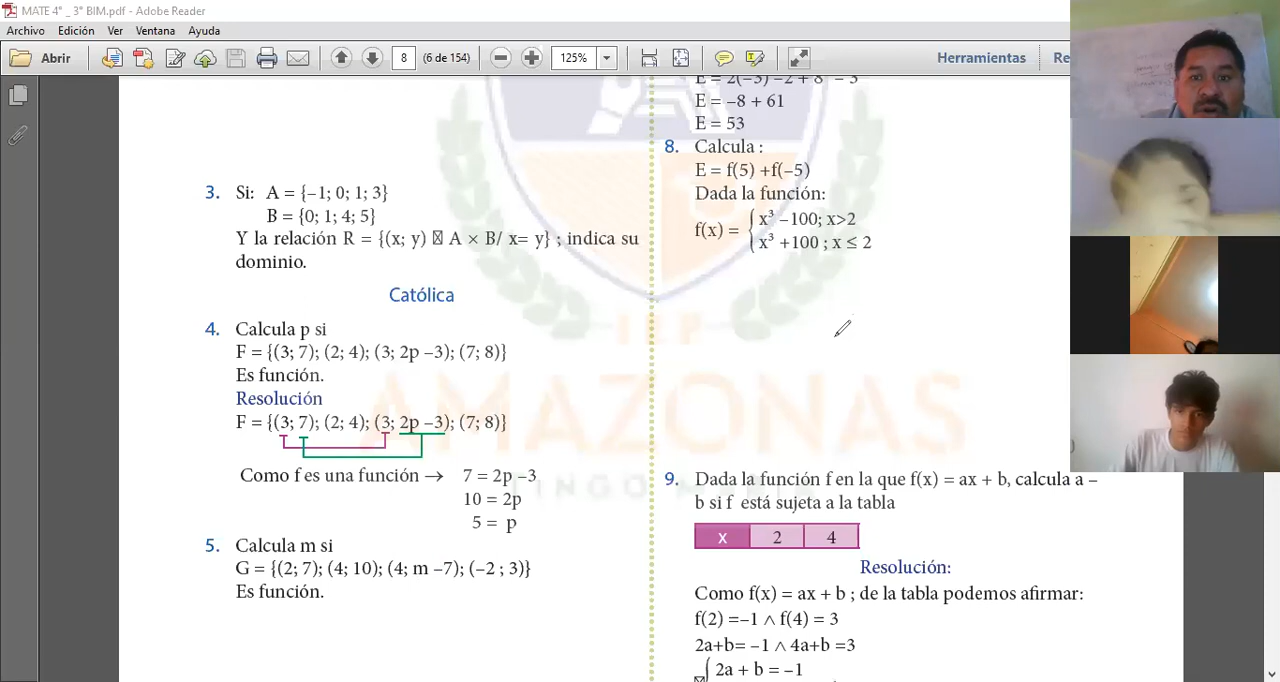 MATE 4° _ 3° BIM.pdf - Adobe Reader
Archivo Edición Ver Ventana Ayuda
Abrir 8 (6 de 154) 125% Herramientas Re
3. Si: A = {–1; 0; 1; 3}
B = {0; 1; 4; 5}
Y la relación R = {(x; y) A × B/ x= y} ; indica su
dominio.
Católica
4. Calcula p si
F = {(3; 7); (2; 4); (3; 2p –3); (7; 8)}
Es función.
Resolución
F = {(3; 7); (2; 4); (3; 2p –3); (7; 8)}
Como f es una función → 7 = 2p –3
10 = 2p
5 = p
5. Calcula m si
G = {(2; 7); (4; 10); (4; m –7); (–2 ; 3)}
Es función.
E = –8 + 61
E = 53
8. Calcula :
E = f(5) +f(–5)
Dada la función:
f(x) = { x³ –100; x>2
{ x³ +100 ; x ≤ 2
9. Dada la función f en la que f(x) = ax + b, calcula a –
b si f está sujeta a la tabla
x 2 4
Resolución:
Como f(x) = ax + b ; de la tabla podemos afirmar:
f(2) =–1 ∧ f(4) = 3
2a+b= –1 ∧ 4a+b =3
2a + b = –1
I E P
AMAZONAS
TINGO MARÍA